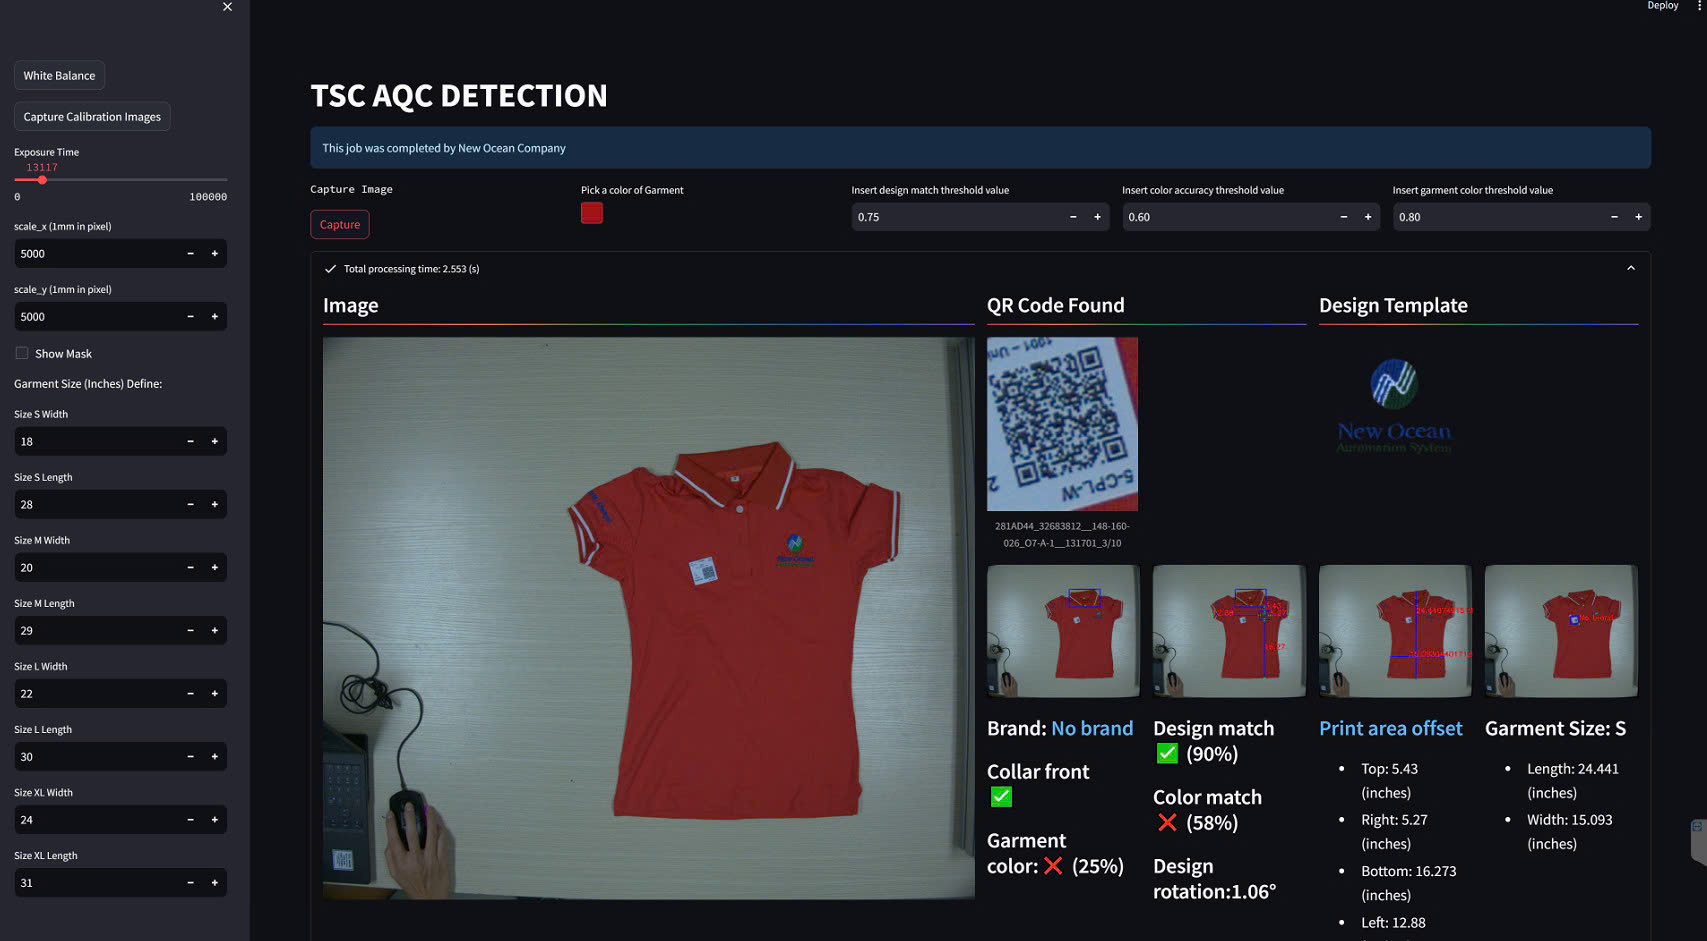 Deploy
White Balance
Capture Calibration Images
Exposure Time
13117
0 100000
scale_x (1mm in pixel)
5000
scale_y (1mm in pixel)
5000
Show Mask
Garment Size (Inches) Define:
Size S Width
18
Size S Length
28
Size M Width
20
Size M Length
29
Size L Width
22
Size L Length
30
Size XL Width
24
Size XL Length
31
TSC AQC DETECTION
This job was completed by New Ocean Company
Capture Image
Capture
Pick a color of Garment
Insert design match threshold value
0.75
Insert color accuracy threshold value
0.60
Insert garment color threshold value
0.80
Total processing time: 2.553 (s)
Image
QR Code Found
5-CPL-W
281AD44_32683812__148-160-
026_O7-A-1__131701_3/10
Design Template
New Ocean
Automation System
Brand: No brand
Collar front
✅
Garment
color: ❌ (25%)
Design match
✅ (90%)
Color match
❌ (58%)
Design
rotation:1.06°
Print area offset
• Top: 5.43
(inches)
• Right: 5.27
(inches)
• Bottom: 16.273
(inches)
• Left: 12.88
Garment Size: S
• Length: 24.441
(inches)
• Width: 15.093
(inches)